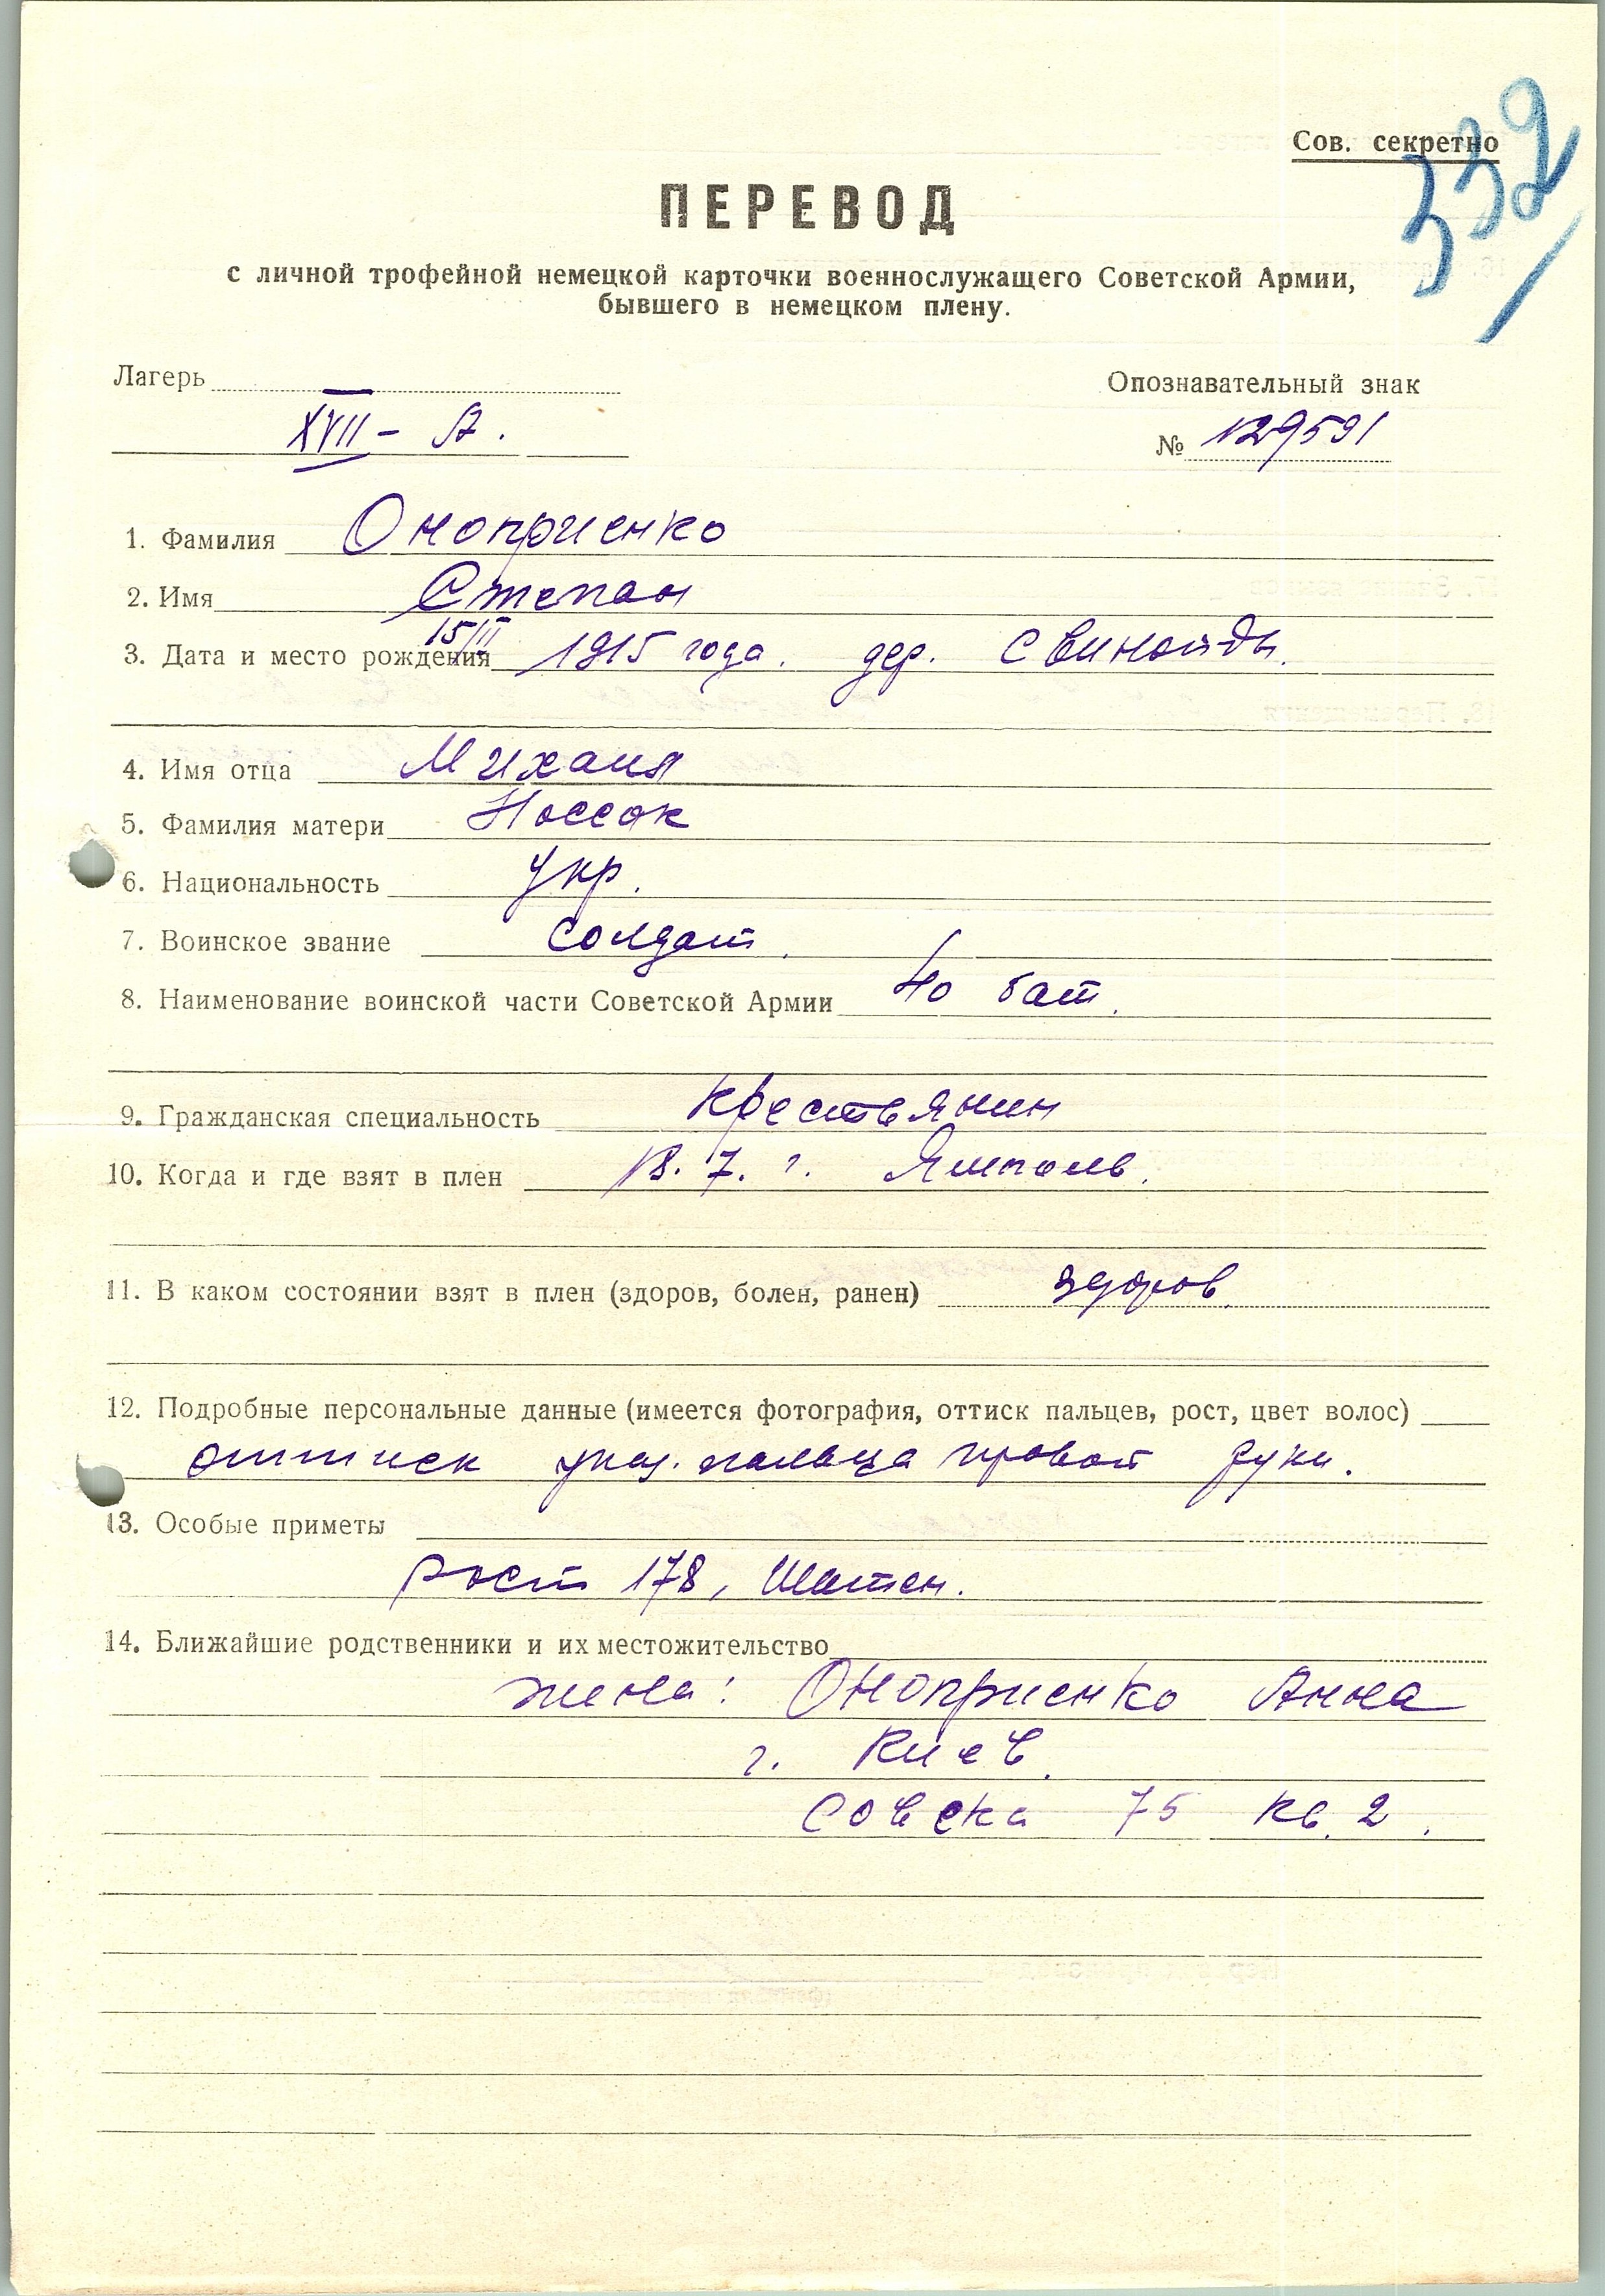 Сов. секретно
332
ПЕРЕВОД
с личной трофейной немецкой карточки военнослужащего Советской Армии,
бывшего в немецком плену.
Лагерь
Опознавательный знак
XVII - A.
№ 129591
1. Фамилия Оноприенко
2. Имя Степан
15/II
3. Дата и место рождения 1915 года. дер.
4. Имя отца Михаил
5. Фамилия матери Носсок
6. Национальность укр.
7. Воинское звание солдат.
8. Наименование воинской части Советской Армии бат.
9. Гражданская специальность крестьянин
10. Когда и где взят в плен 18. 7. г. Ямполь.
11. В каком состоянии взят в плен (здоров, болен, ранен) здоров.
12. Подробные персональные данные (имеется фотография, оттиск пальцев, рост, цвет волос)
оттиск указ. пальца правой руки.
13. Особые приметы
рост 178, шатен.
14. Ближайшие родственники и их местожительство
жена: Оноприенко Анна
г. Киев.
Совска 75 кв. 2.